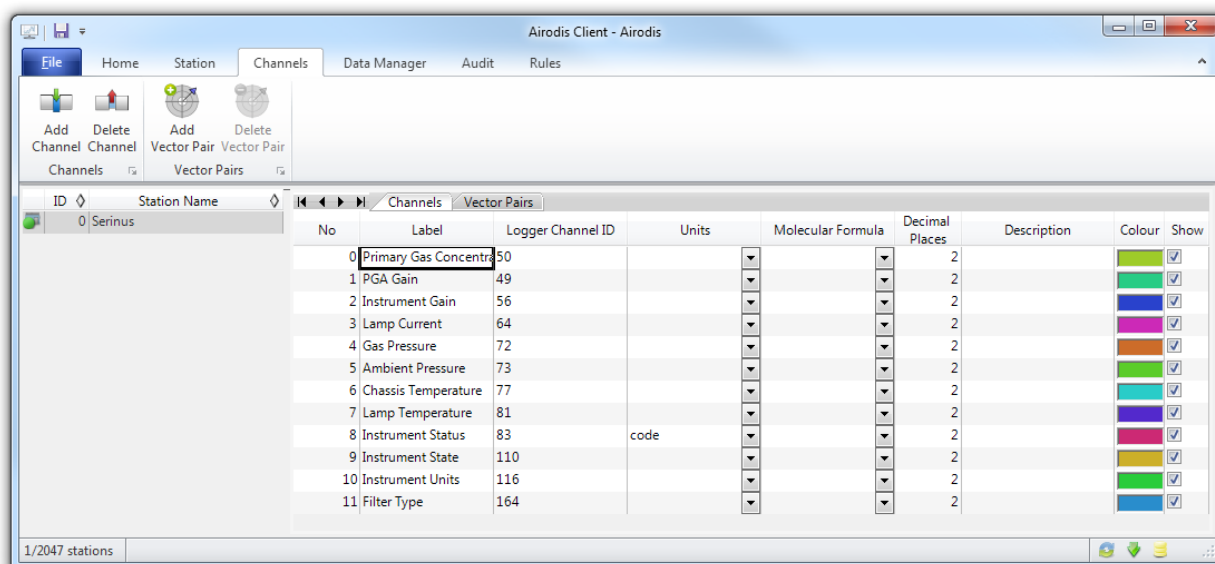 Airodis Client - Airodis
File Home Station Channels Data Manager Audit Rules
Add Channel Delete Channel Add Vector Pair Delete Vector Pair
Channels Vector Pairs
ID Station Name
0 Serinus
Channels Vector Pairs
No Label Logger Channel ID Units Molecular Formula Decimal Places Description Colour Show
0 Primary Gas Concentra 50 2
1 PGA Gain 49 2
2 Instrument Gain 56 2
3 Lamp Current 64 2
4 Gas Pressure 72 2
5 Ambient Pressure 73 2
6 Chassis Temperature 77 2
7 Lamp Temperature 81 2
8 Instrument Status 83 code 2
9 Instrument State 110 2
10 Instrument Units 116 2
11 Filter Type 164 2
1/2047 stations